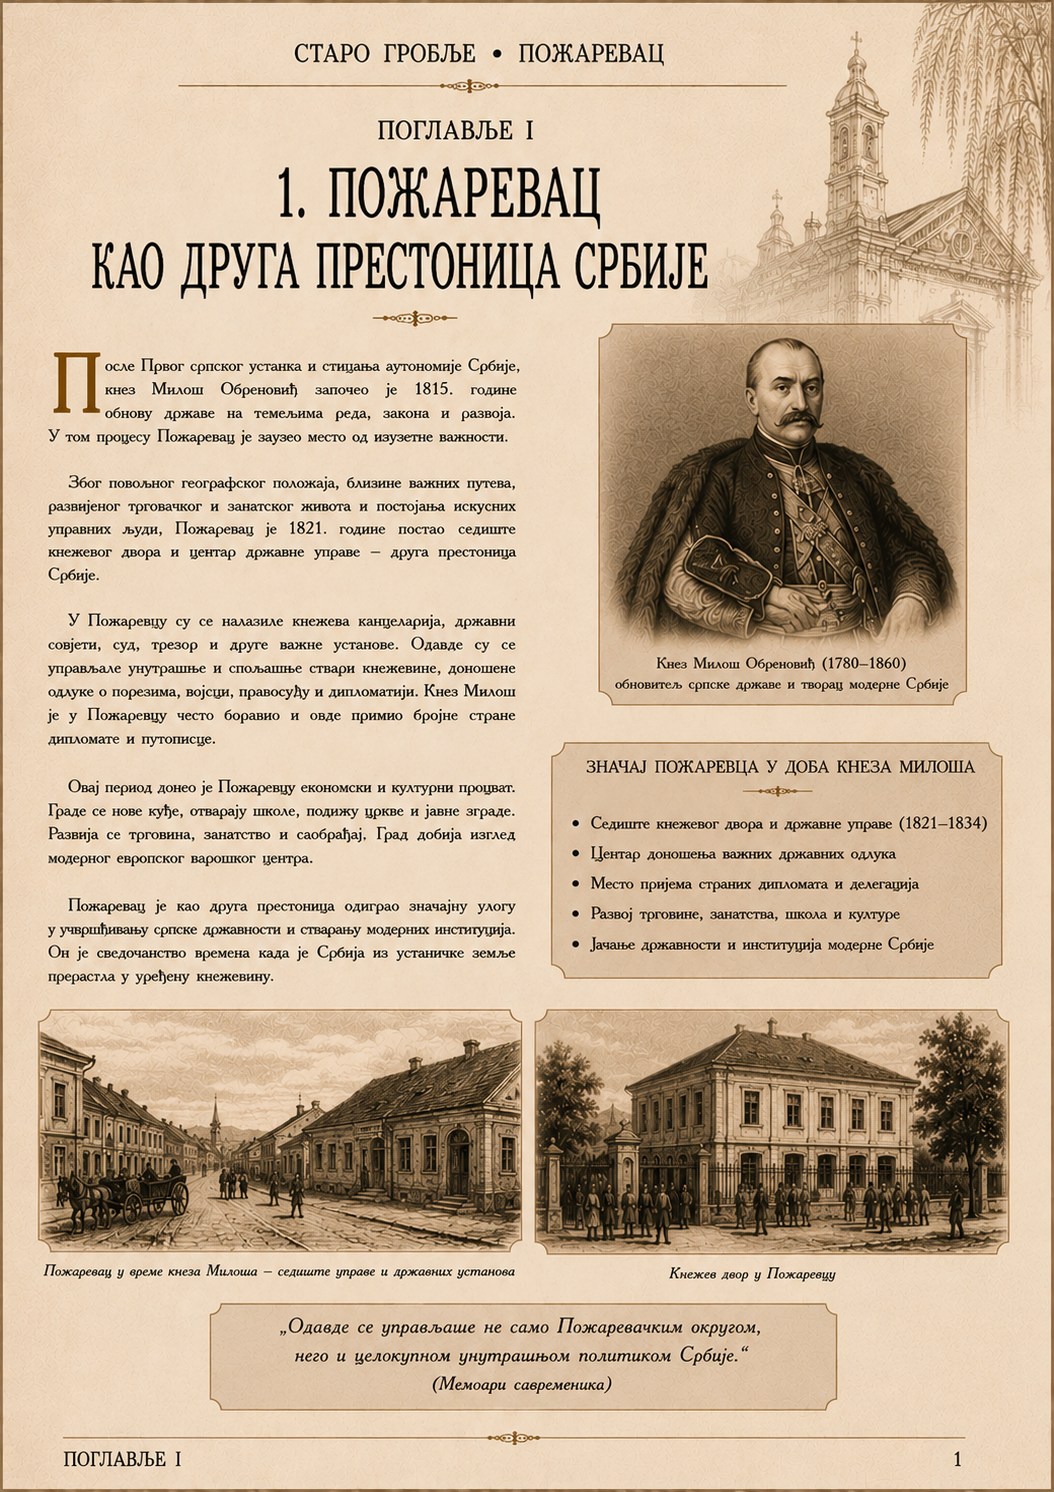 СТАРО ГРОБЉЕ • ПОЖАРЕВАЦ
ПОГЛАВЉЕ I
1. ПОЖАРЕВАЦ
КАО ДРУГА ПРЕСТОНИЦА СРБИЈЕ
После Првог српског устанка и стицања аутономије Србије,
кнез Милош Обреновић започео је 1815. године
обнову државе на темељима реда, закона и развоја.
У том процесу Пожаревац је заузео место од изузетне важности.
Због повољног географског положаја, близине важних путева,
развијеног трговачког и занатског живота и постојања искусних
управних људи, Пожаревац је 1821. године постао седиште
кнежевог двора и центар државне управе – друга престоница
Србије.
У Пожаревцу су се налазиле кнежева канцеларија, државни
совјети, суд, трезор и друге важне установе. Одавде су се
управљале унутрашње и спољашње ствари кнежевине, доношене
одлуке о порезима, војсци, правосуђу и дипломатији. Кнез Милош
је у Пожаревцу често боравио и овде примио бројне стране
дипломате и путописце.
Овај период донео је Пожаревцу економски и културни процват.
Граде се нове куће, отварају школе, подижу цркве и јавне зграде.
Развија се трговина, занатство и саобраћај, Град добија изглед
модерног европског варошког центра.
Пожаревац је као друга престоница одиграо значајну улогу
у учвршћивању српске државности и стварању модерних институција.
Он је сведочанство времена када је Србија из устаничке земље
прерастла у уређену кнежевину.
Кнез Милош Обреновић (1780–1860)
обновитељ српске државе и творац модерне Србије
ЗНАЧАЈ ПОЖАРЕВЦА У ДОБА КНЕЗА МИЛОША
• Седиште кнежевог двора и државне управе (1821–1834)
• Центар доношења важних државних одлука
• Место пријема страних дипломата и делегација
• Развој трговине, занатства, школа и културе
• Јачање државности и институција модерне Србије
Пожаревац у време кнеза Милоша – седиште управе и државних установа
Кнежев двор у Пожаревцу
„Одавде се управљаше не само Пожаревачким округом,
него и целокупном унутрашњом политиком Србије.“
(Мемоари савременика)
ПОГЛАВЉЕ I
1